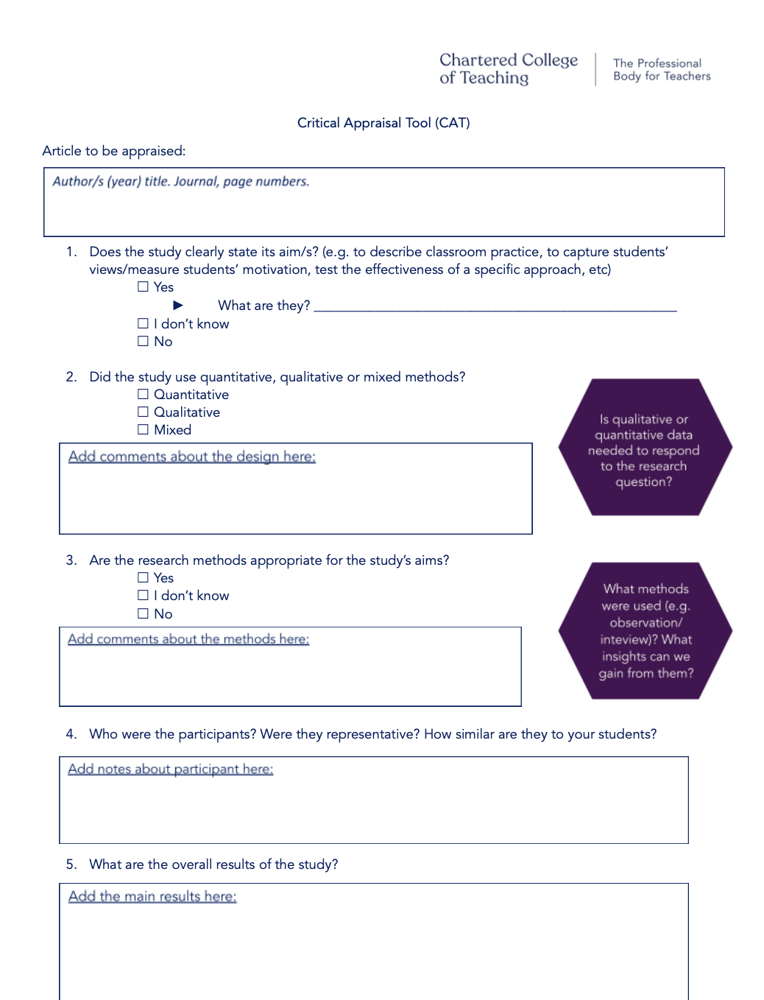 Chartered College
of Teaching
The Professional
Body for Teachers
Critical Appraisal Tool (CAT)
Article to be appraised:
Author/s (year) title. Journal, page numbers.
1. Does the study clearly state its aim/s? (e.g. to describe classroom practice, to capture students’
views/measure students’ motivation, test the effectiveness of a specific approach, etc)
☐ Yes
► What are they? ____________________________________________________
☐ I don’t know
☐ No
2. Did the study use quantitative, qualitative or mixed methods?
☐ Quantitative
☐ Qualitative
☐ Mixed
Add comments about the design here:
Is qualitative or
quantitative data
needed to respond
to the research
question?
3. Are the research methods appropriate for the study’s aims?
☐ Yes
☐ I don’t know
☐ No
Add comments about the methods here:
What methods
were used (e.g.
observation/
inteview)? What
insights can we
gain from them?
4. Who were the participants? Were they representative? How similar are they to your students?
Add notes about participant here:
5. What are the overall results of the study?
Add the main results here: